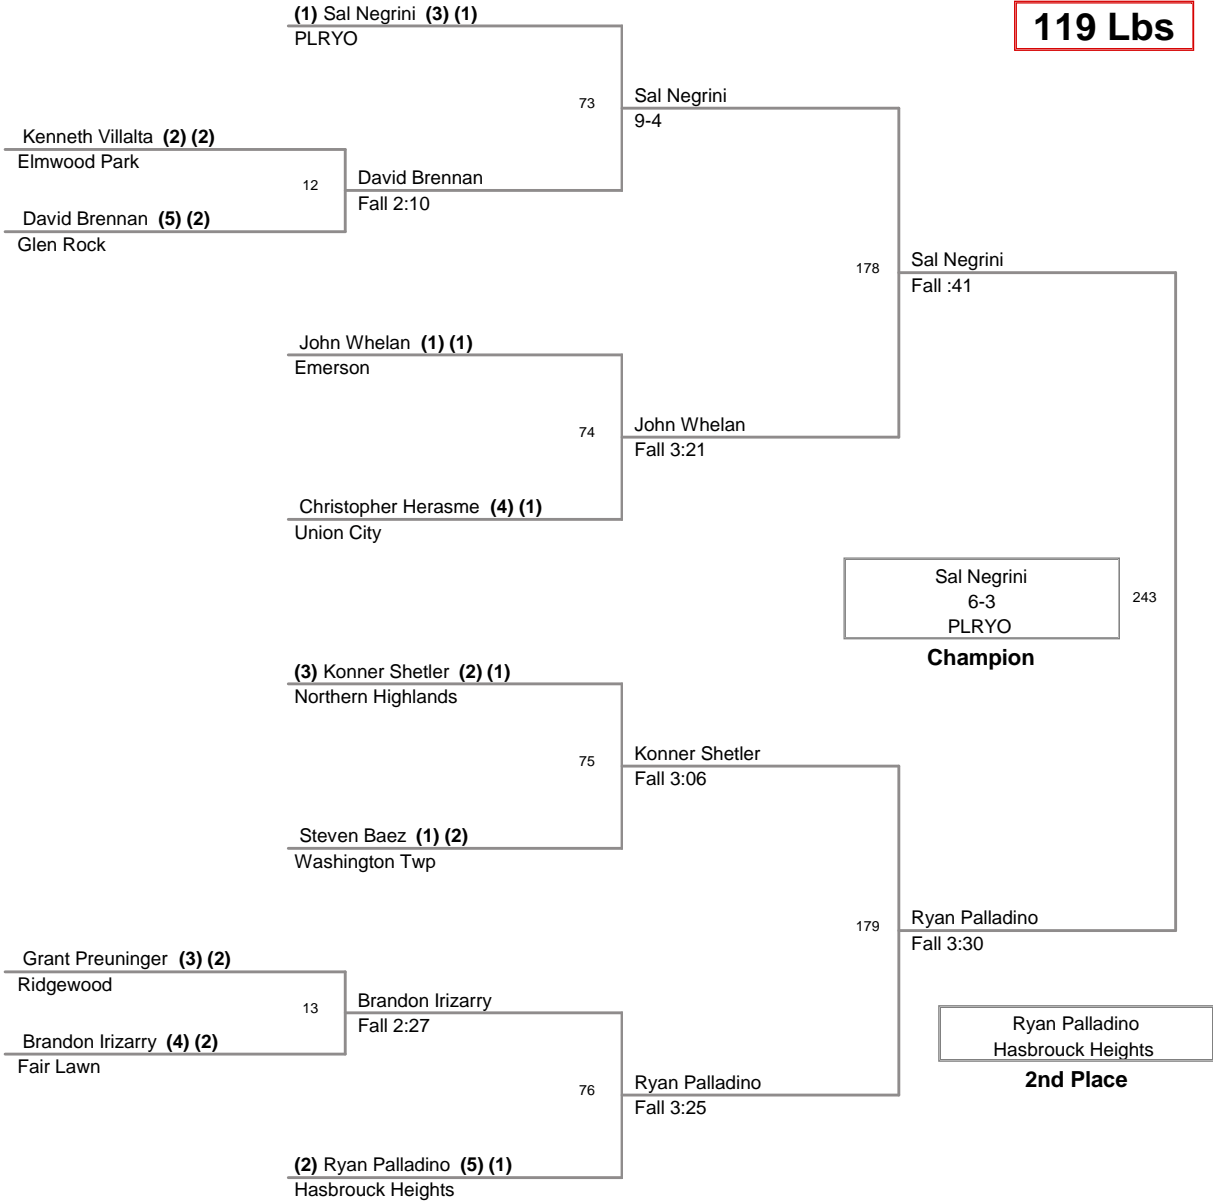 (1) Sal Negrini (3) (1)
PLRYO
119 Lbs
73
Sal Negrini
9-4
Kenneth Villalta (2) (2)
Elmwood Park
12
David Brennan
Fall 2:10
David Brennan (5) (2)
Glen Rock
178
Sal Negrini
Fall :41
John Whelan (1) (1)
Emerson
74
John Whelan
Fall 3:21
Christopher Herasme (4) (1)
Union City
Sal Negrini
6-3
PLRYO
243
Champion
(3) Konner Shetler (2) (1)
Northern Highlands
75
Konner Shetler
Fall 3:06
Steven Baez (1) (2)
Washington Twp
179
Ryan Palladino
Fall 3:30
Grant Preuninger (3) (2)
Ridgewood
13
Brandon Irizarry
Fall 2:27
Brandon Irizarry (4) (2)
Fair Lawn
Ryan Palladino
Hasbrouck Heights
2nd Place
76
Ryan Palladino
Fall 3:25
(2) Ryan Palladino (5) (1)
Hasbrouck Heights